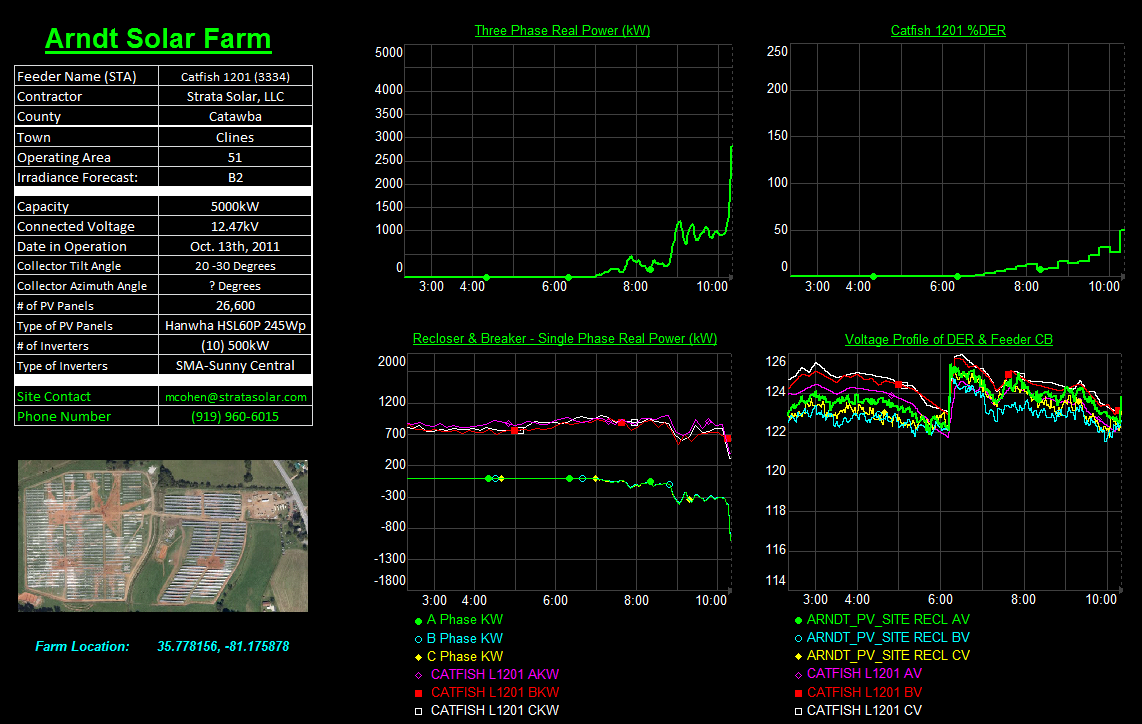 Arndt Solar Farm
Feeder Name (STA) Catfish 1201 (3334)
Contractor Strata Solar, LLC
County Catawba
Town Clines
Operating Area 51
Irradiance Forecast: B2
Capacity 5000kW
Connected Voltage 12.47kV
Date in Operation Oct. 13th, 2011
Collector Tilt Angle 20 -30 Degrees
Collector Azimuth Angle ? Degrees
# of PV Panels 26,600
Type of PV Panels Hanwha HSL60P 245Wp
# of Inverters (10) 500kW
Type of Inverters SMA-Sunny Central
Site Contact mcohen@stratasolar.com
Phone Number (919) 960-6015
Farm Location: 35.778156, -81.175878
Three Phase Real Power (kW)
5000
4000
3500
3000
2500
2000
1500
1000
0
3:00 4:00 6:00 8:00 10:00
Catfish 1201 %DER
250
200
150
100
50
0
3:00 4:00 6:00 8:00 10:00
Recloser & Breaker - Single Phase Real Power (kW)
2000
1200
700
200
-300
-800
-1300
-1800
3:00 4:00 6:00 8:00 10:00
A Phase KW
B Phase KW
C Phase KW
CATFISH L1201 AKW
CATFISH L1201 BKW
CATFISH L1201 CKW
Voltage Profile of DER & Feeder CB
126
124
122
120
118
116
114
3:00 4:00 6:00 8:00 10:00
ARNDT_PV_SITE RECL AV
ARNDT_PV_SITE RECL BV
ARNDT_PV_SITE RECL CV
CATFISH L1201 AV
CATFISH L1201 BV
CATFISH L1201 CV